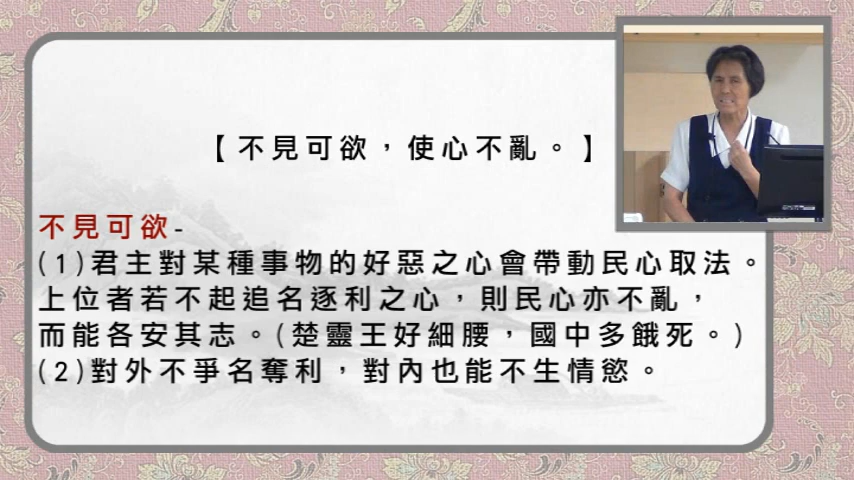 【不見可欲，使心不亂。】
不見可欲-
(1)君主對某種事物的好惡之心會帶動民心取法。
上位者若不起追名逐利之心，則民心亦不亂，
而能各安其志。(楚靈王好細腰，國中多餓死。)
(2)對外不爭名奪利，對內也能不生情慾。